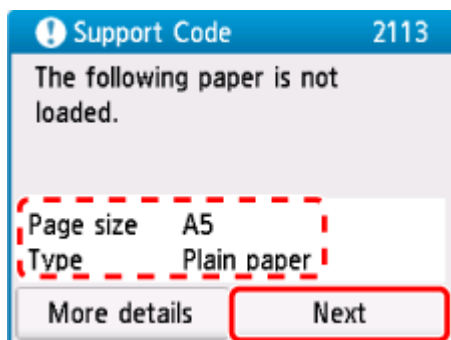 Support Code 2113
The following paper is not
loaded.
Page size A5
Type Plain paper
More details Next